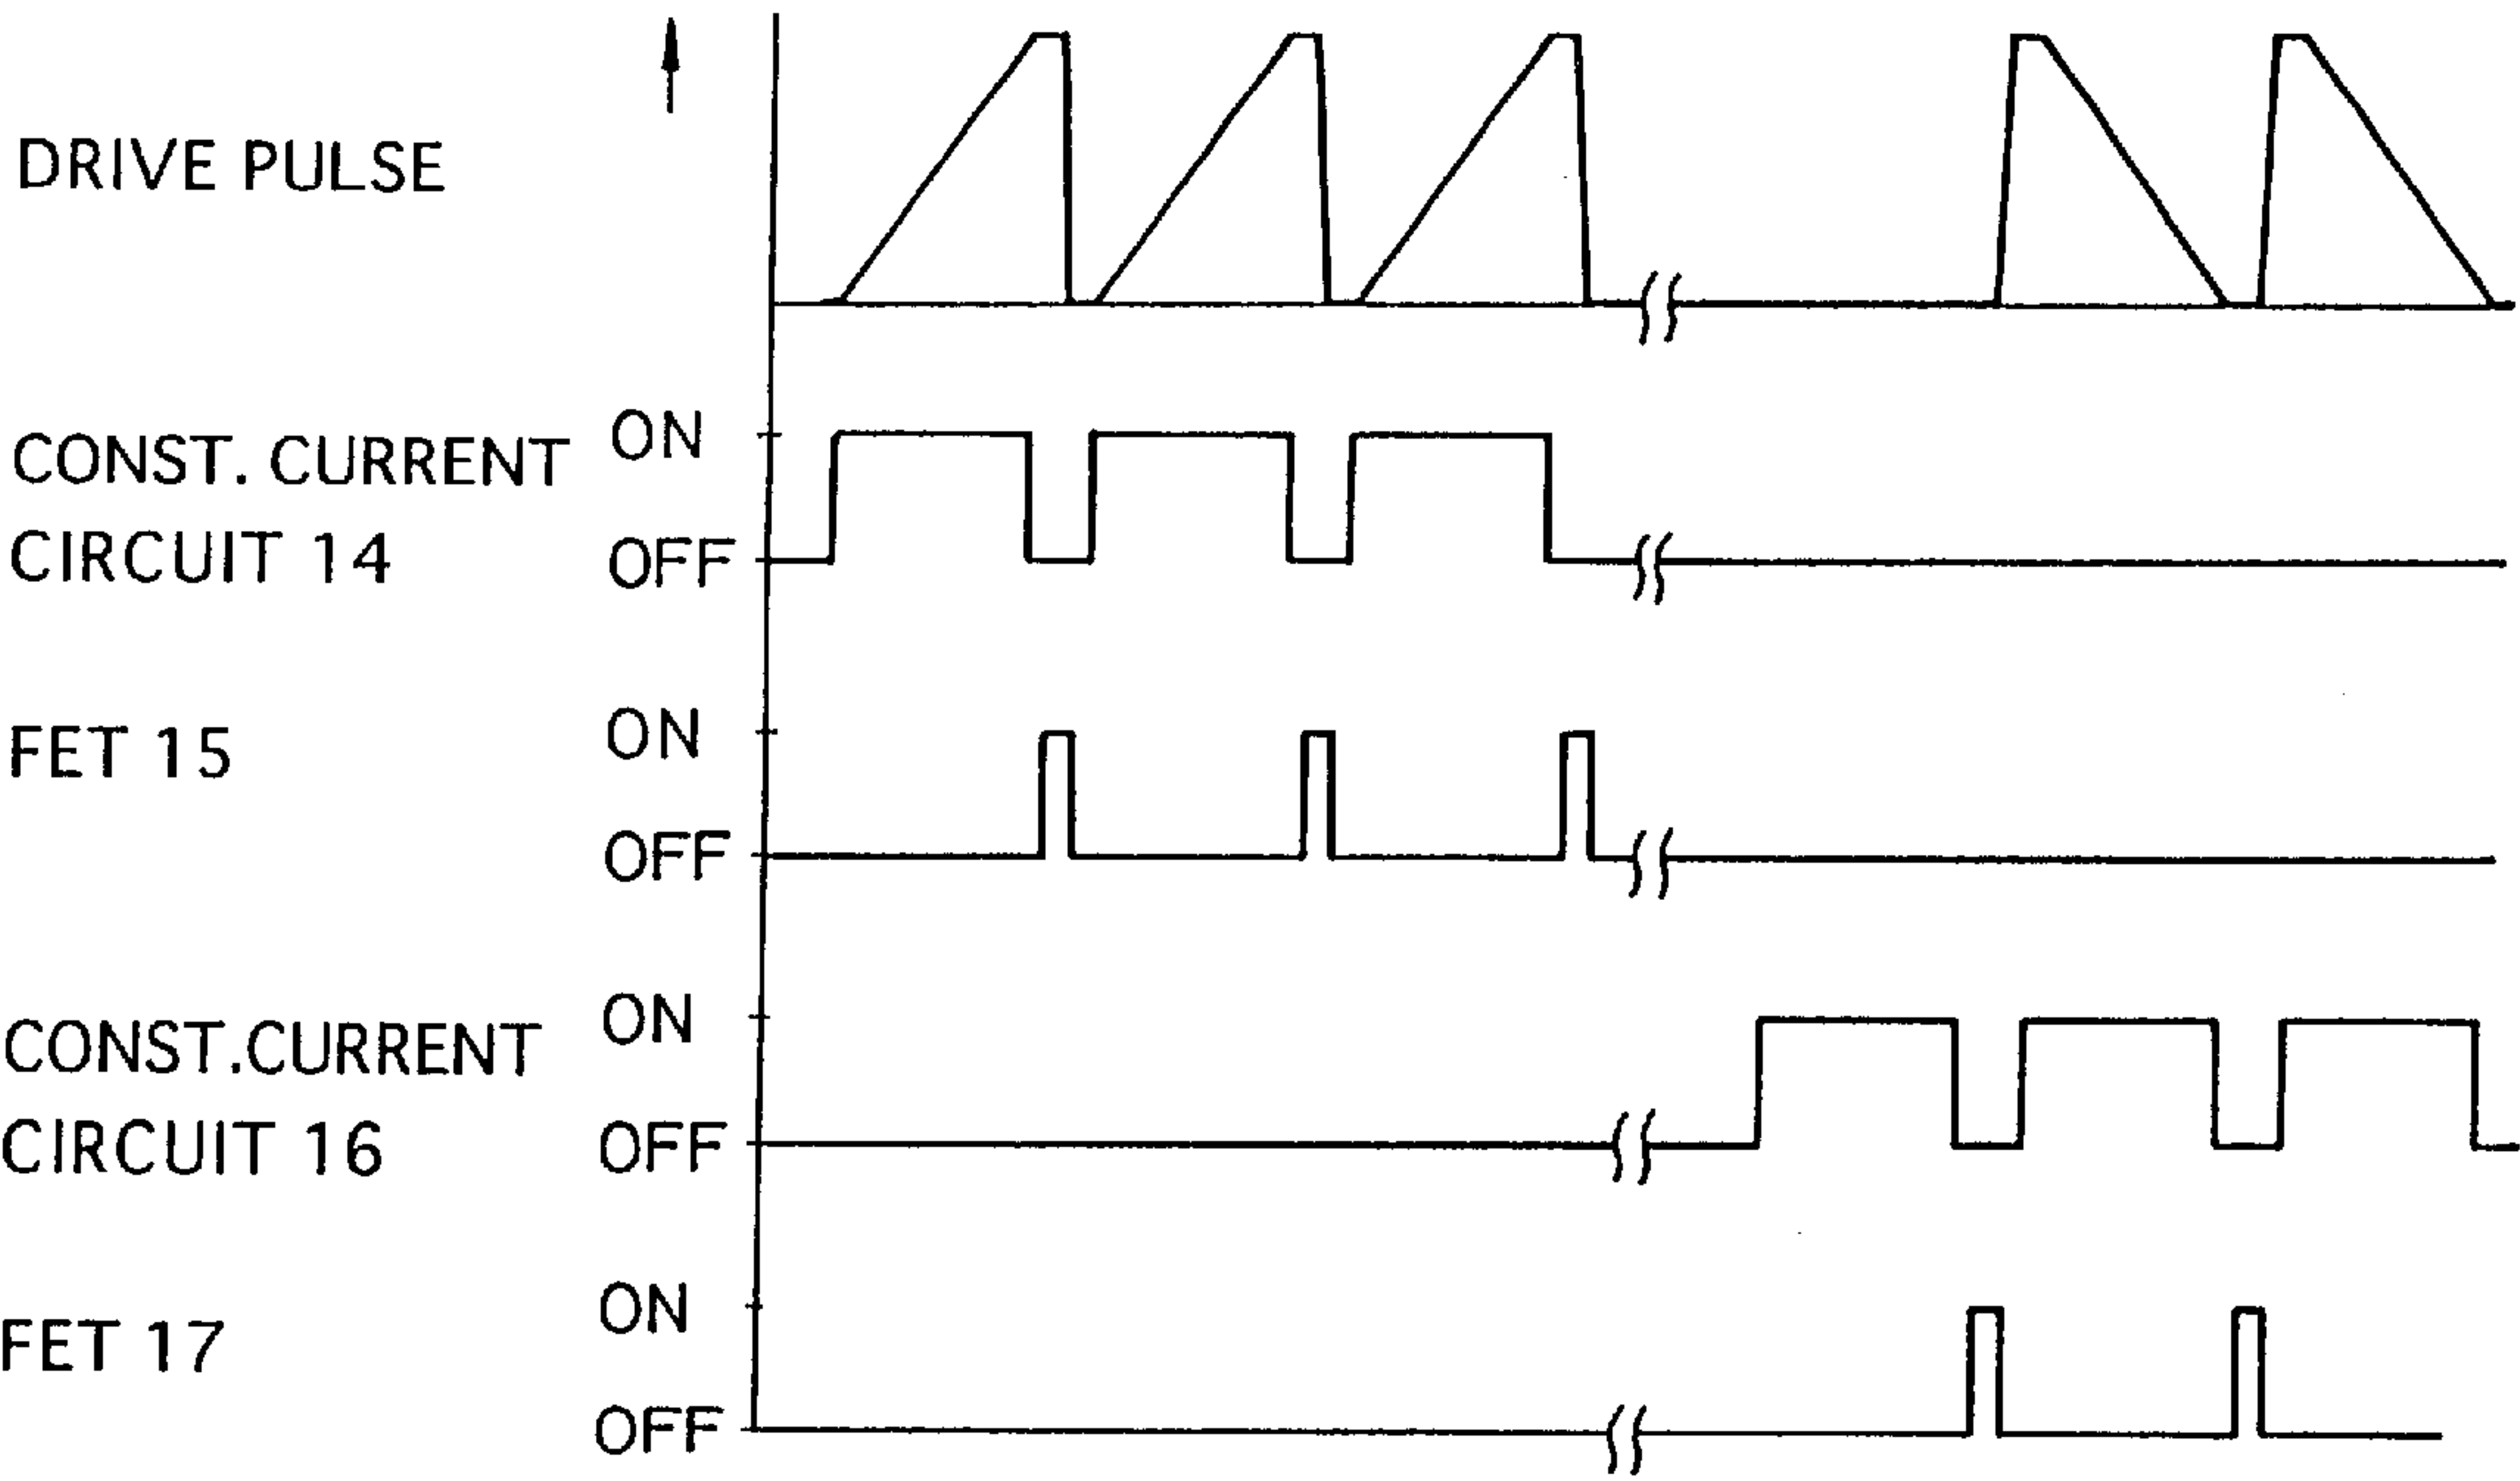 DRIVE PULSE
CONST. CURRENT
CIRCUIT 14
ON
OFF
FET 15
ON
OFF
CONST.CURRENT
CIRCUIT 16
ON
OFF
FET 17
ON
OFF